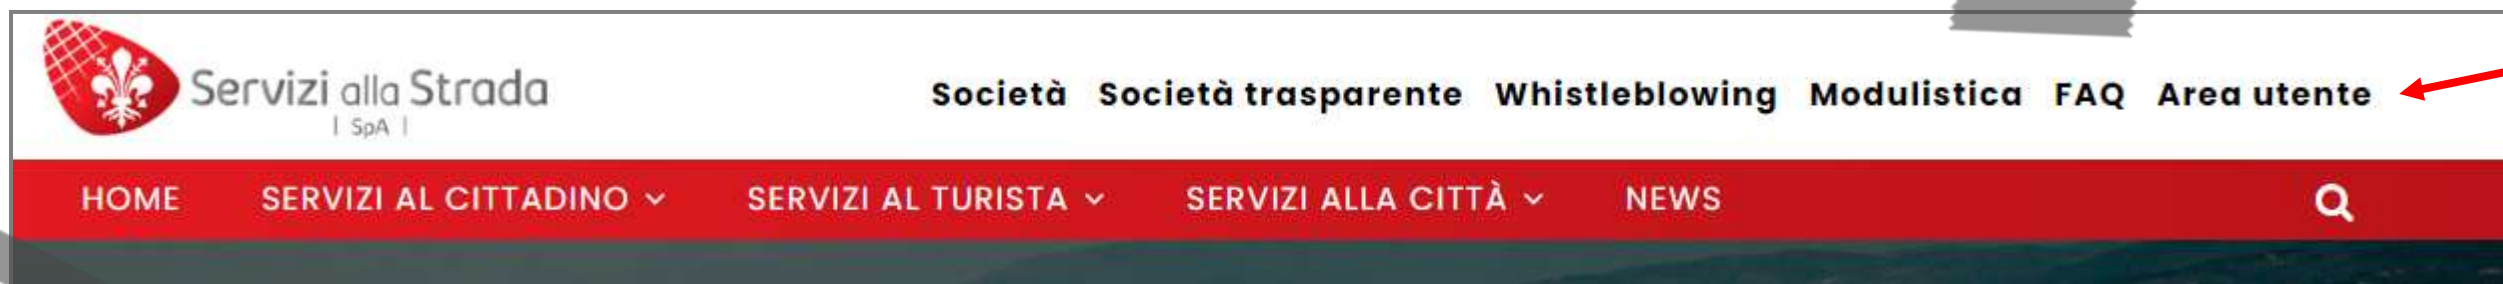 Servizi alla Strada
| SpA |
Società Società trasparente Whistleblowing Modulistica FAQ Area utente
HOME SERVIZI AL CITTADINO SERVIZI AL TURISTA SERVIZI ALLA CITTÀ NEWS